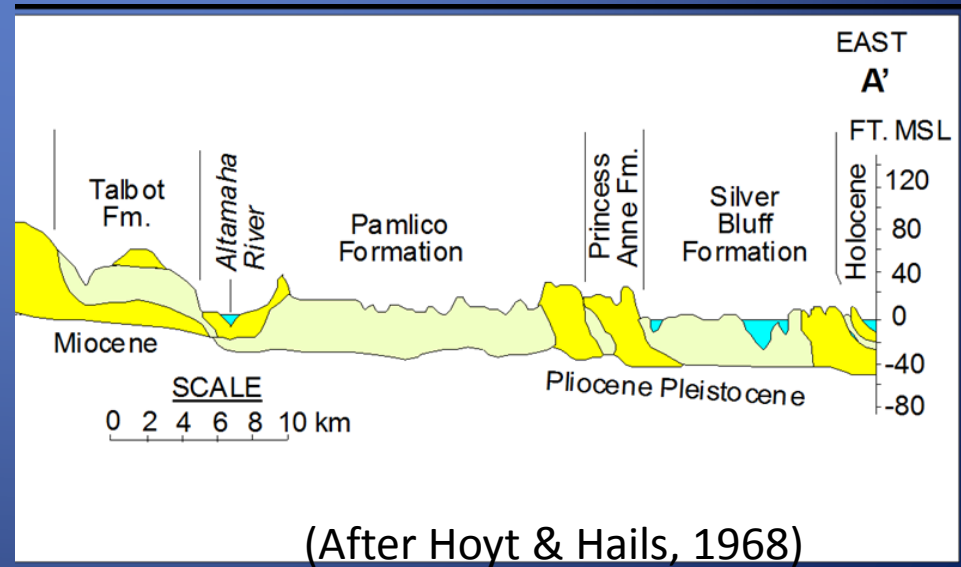 EAST
A’
FT. MSL
120
80
40
0
-40
-80
Talbot
Fm.
Altamaha
River
Pamlico
Formation
Princess
Anne Fm.
Silver
Bluff
Formation
Holocene
Miocene
Pliocene Pleistocene
SCALE
0 2 4 6 8 10 km
(After Hoyt & Hails, 1968)